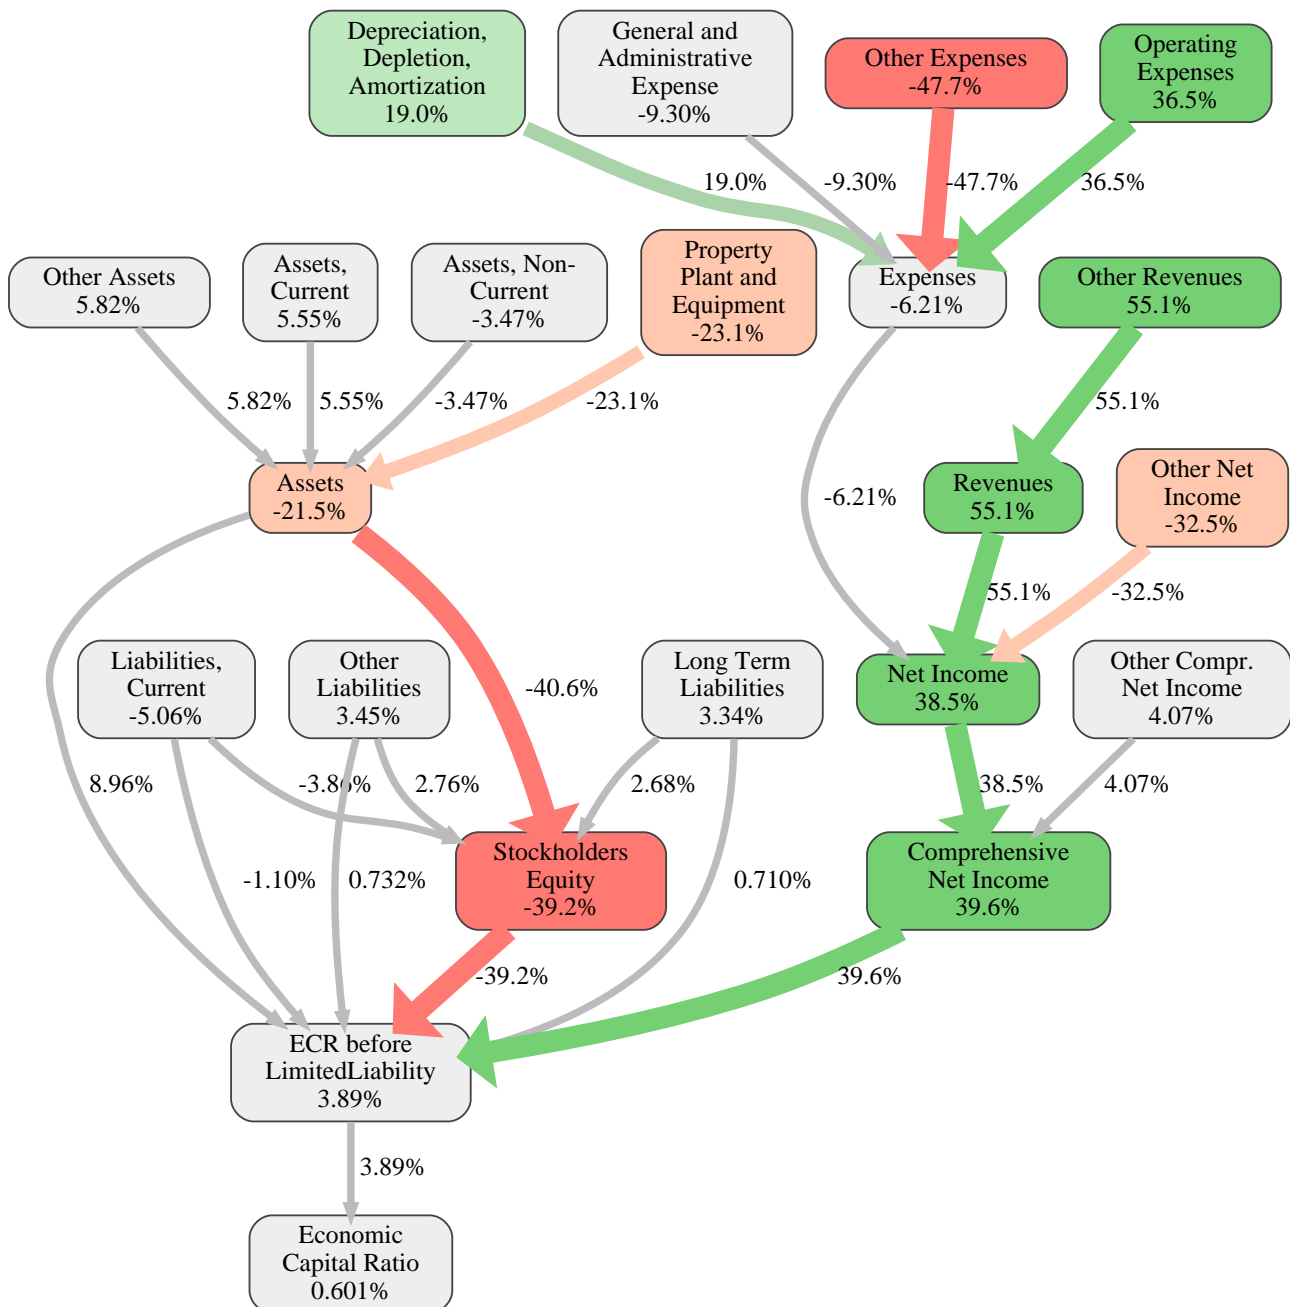 Depreciation,
Depletion,
Amortization
19.0%
General and
Administrative
Expense
-9.30%
Other Expenses
-47.7%
Operating
Expenses
36.5%
19.0%
-9.30%
-47.7%
36.5%
Other Assets
5.82%
Assets,
Current
5.55%
Assets, Non-
Current
-3.47%
Property
Plant and
Equipment
-23.1%
Expenses
-6.21%
Other Revenues
55.1%
5.82%
5.55%
-3.47%
-23.1%
55.1%
Assets
-21.5%
-6.21%
Revenues
55.1%
Other Net
Income
-32.5%
55.1%
-32.5%
Liabilities,
Current
-5.06%
Other
Liabilities
3.45%
-40.6%
Long Term
Liabilities
3.34%
Net Income
38.5%
Other Compr.
Net Income
4.07%
8.96%
-3.86%
2.76%
2.68%
38.5%
4.07%
-1.10%
0.732%
Stockholders
Equity
-39.2%
0.710%
Comprehensive
Net Income
39.6%
-39.2%
39.6%
ECR before
LimitedLiability
3.89%
3.89%
Economic
Capital Ratio
0.601%